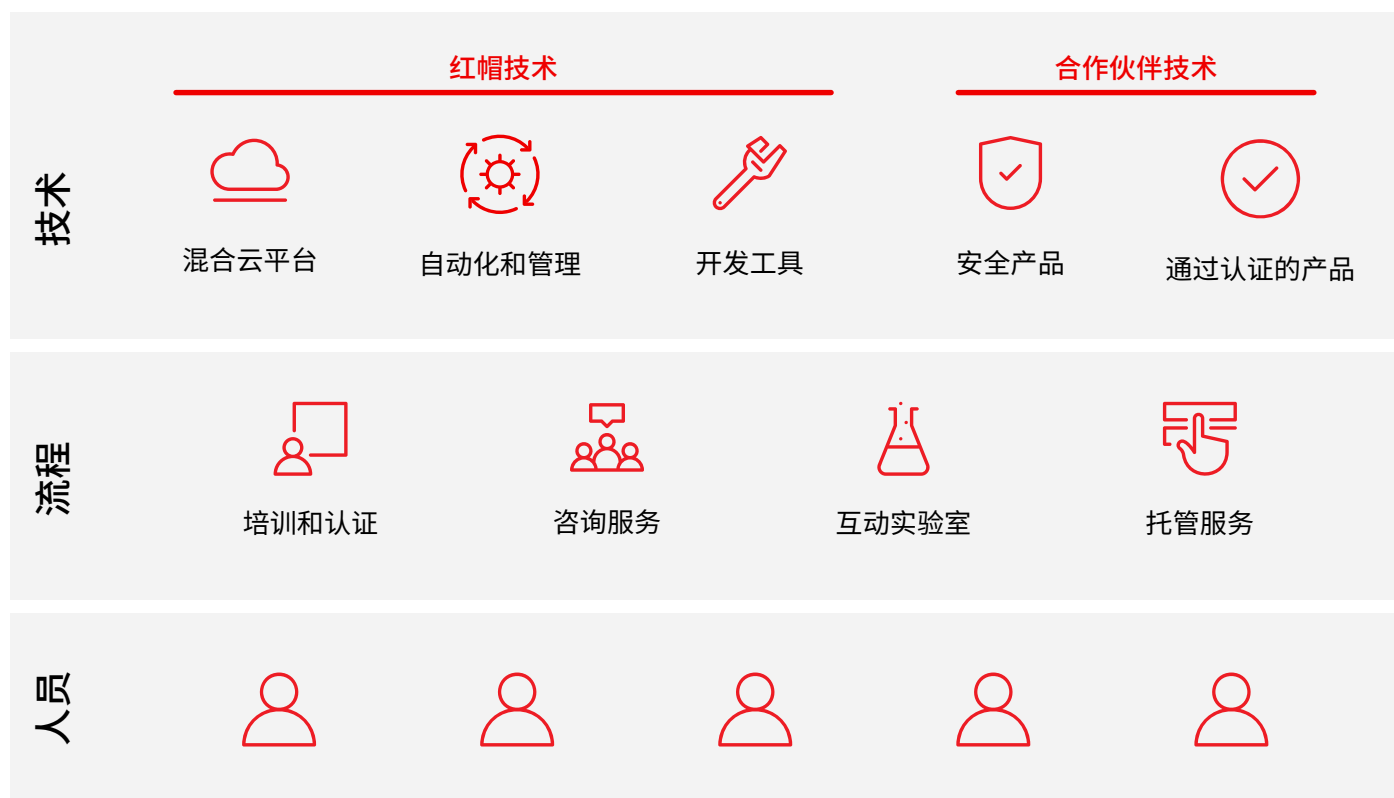 技术
红帽技术
合作伙伴技术
混合云平台
自动化和管理
开发工具
安全产品
通过认证的产品
流程
培训和认证
咨询服务
互动实验室
托管服务
人员